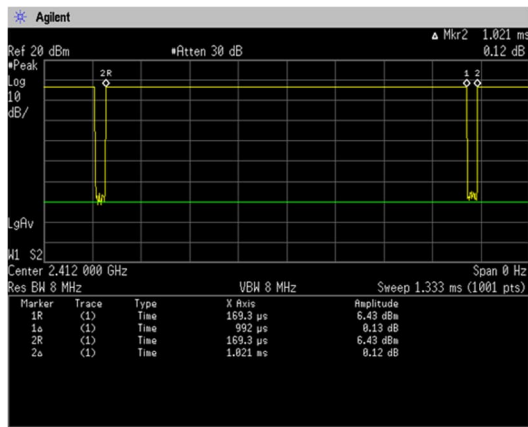 Agilent
Δ Mkr2 1.021 ms
Ref 20 dBm #Atten 30 dB 0.12 dB
#Peak
Log
10
dB/
2R 1 2
LgAv
W1 S2
Center 2.412 000 GHz Span 0 Hz
Res BW 8 MHz VBW 8 MHz Sweep 1.333 ms (1001 pts)
Marker Trace Type X Axis Amplitude
1R (1) Time 169.3 µs 6.43 dBm
1Δ (1) Time 992 µs 0.13 dB
2R (1) Time 169.3 µs 6.43 dBm
2Δ (1) Time 1.021 ms 0.12 dB